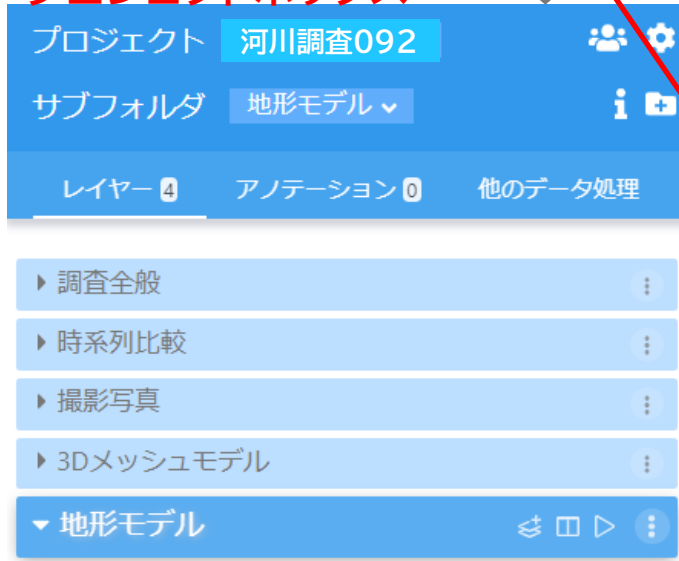 プロジェクト 河川調査092
サブフォルダ 地形モデル
レイヤー 4 アノテーション 0 他のデータ処理
調査全般
時系列比較
撮影写真
3Dメッシュモデル
地形モデル